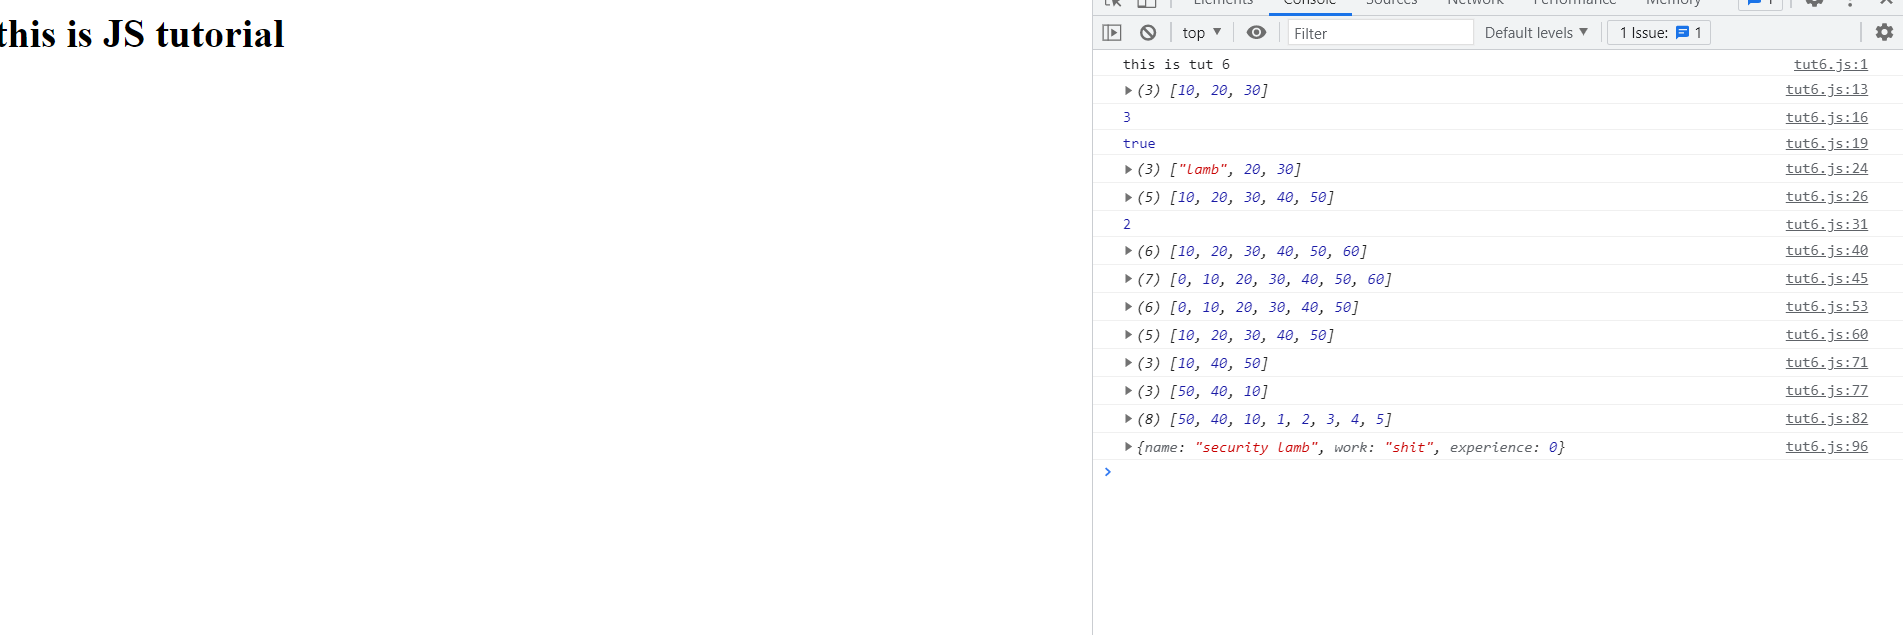 this is JS tutorial
Elements Console Sources Network Performance Memory 1
top Filter Default levels 1 Issue: 1
this is tut 6 tut6.js:1
(3) [10, 20, 30] tut6.js:13
3 tut6.js:16
true tut6.js:19
(3) ["lamb", 20, 30] tut6.js:24
(5) [10, 20, 30, 40, 50] tut6.js:26
2 tut6.js:31
(6) [10, 20, 30, 40, 50, 60] tut6.js:40
(7) [0, 10, 20, 30, 40, 50, 60] tut6.js:45
(6) [0, 10, 20, 30, 40, 50] tut6.js:53
(5) [10, 20, 30, 40, 50] tut6.js:60
(3) [10, 40, 50] tut6.js:71
(3) [50, 40, 10] tut6.js:77
(8) [50, 40, 10, 1, 2, 3, 4, 5] tut6.js:82
{name: "security lamb", work: "shit", experience: 0} tut6.js:96